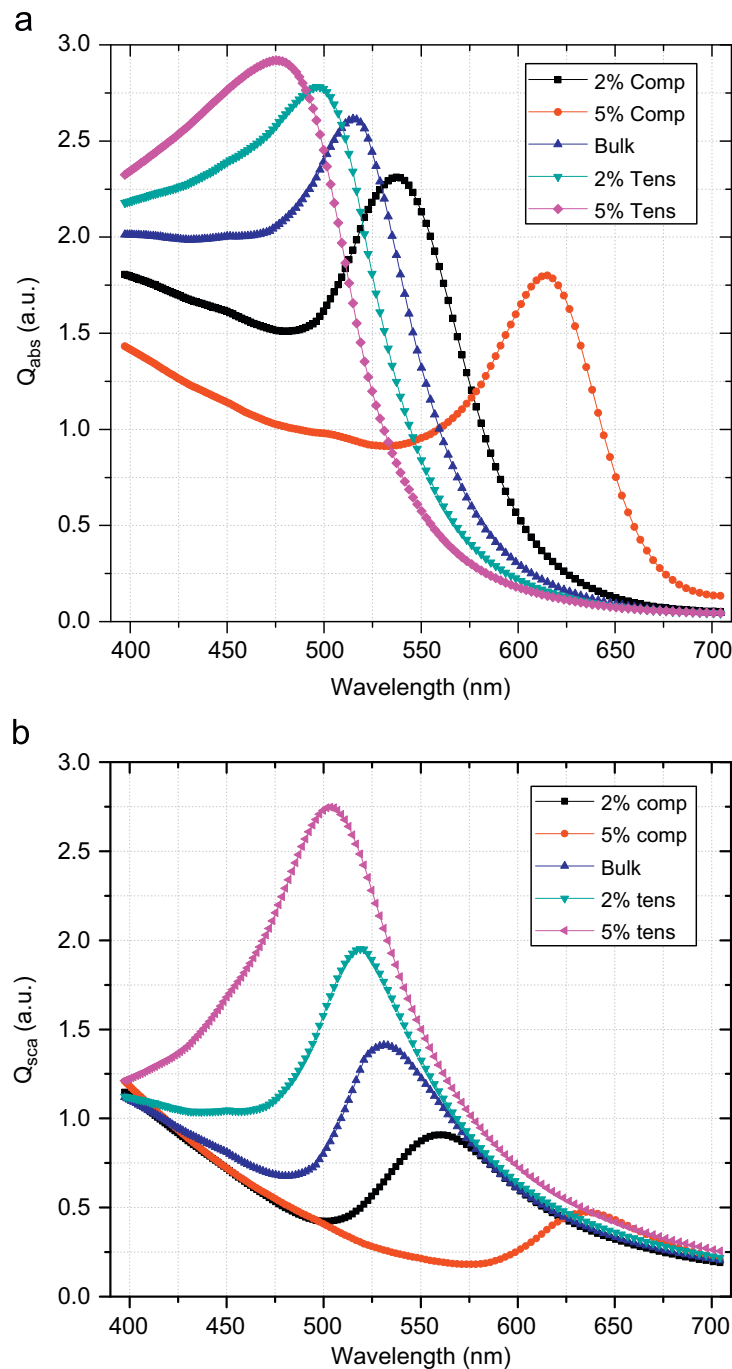 a
3.0
2.5
2.0
1.5
1.0
0.5
0.0
Q_abs (a.u.)
2% Comp
5% Comp
Bulk
2% Tens
5% Tens
400 450 500 550 600 650 700
Wavelength (nm)
b
3.0
2.5
2.0
1.5
1.0
0.5
0.0
Q_sca (a.u.)
2% comp
5% comp
Bulk
2% tens
5% tens
400 450 500 550 600 650 700
Wavelength (nm)